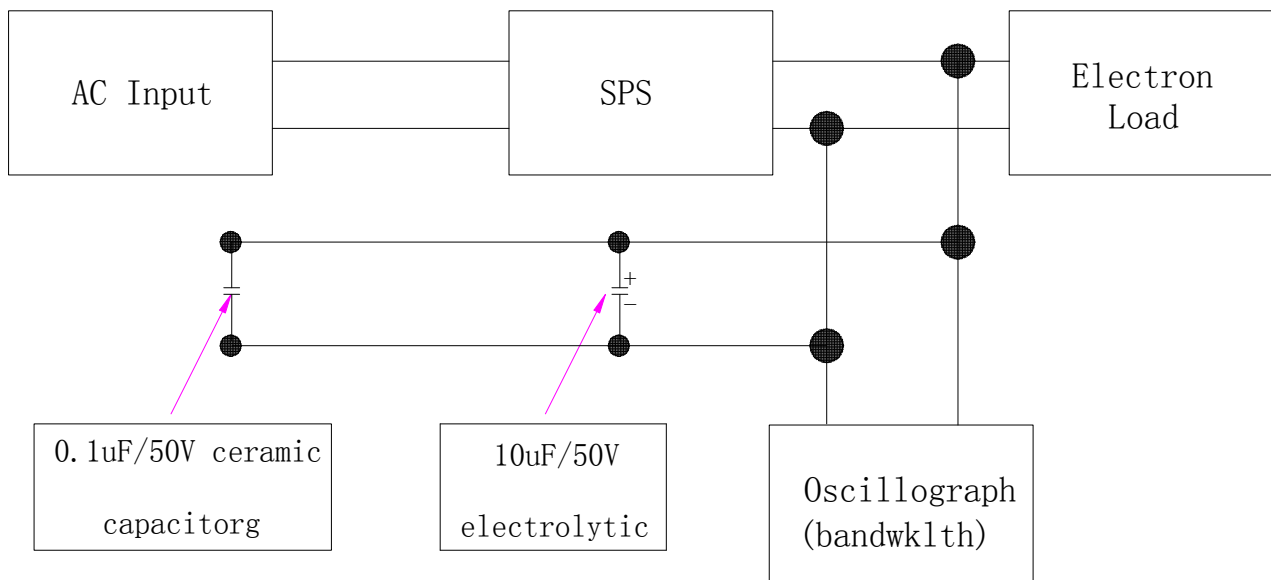 AC Input
SPS
Electron
Load
+
−
0.1uF/50V ceramic
capacitorg
10uF/50V
electrolytic
Oscillograph
(bandwklth)